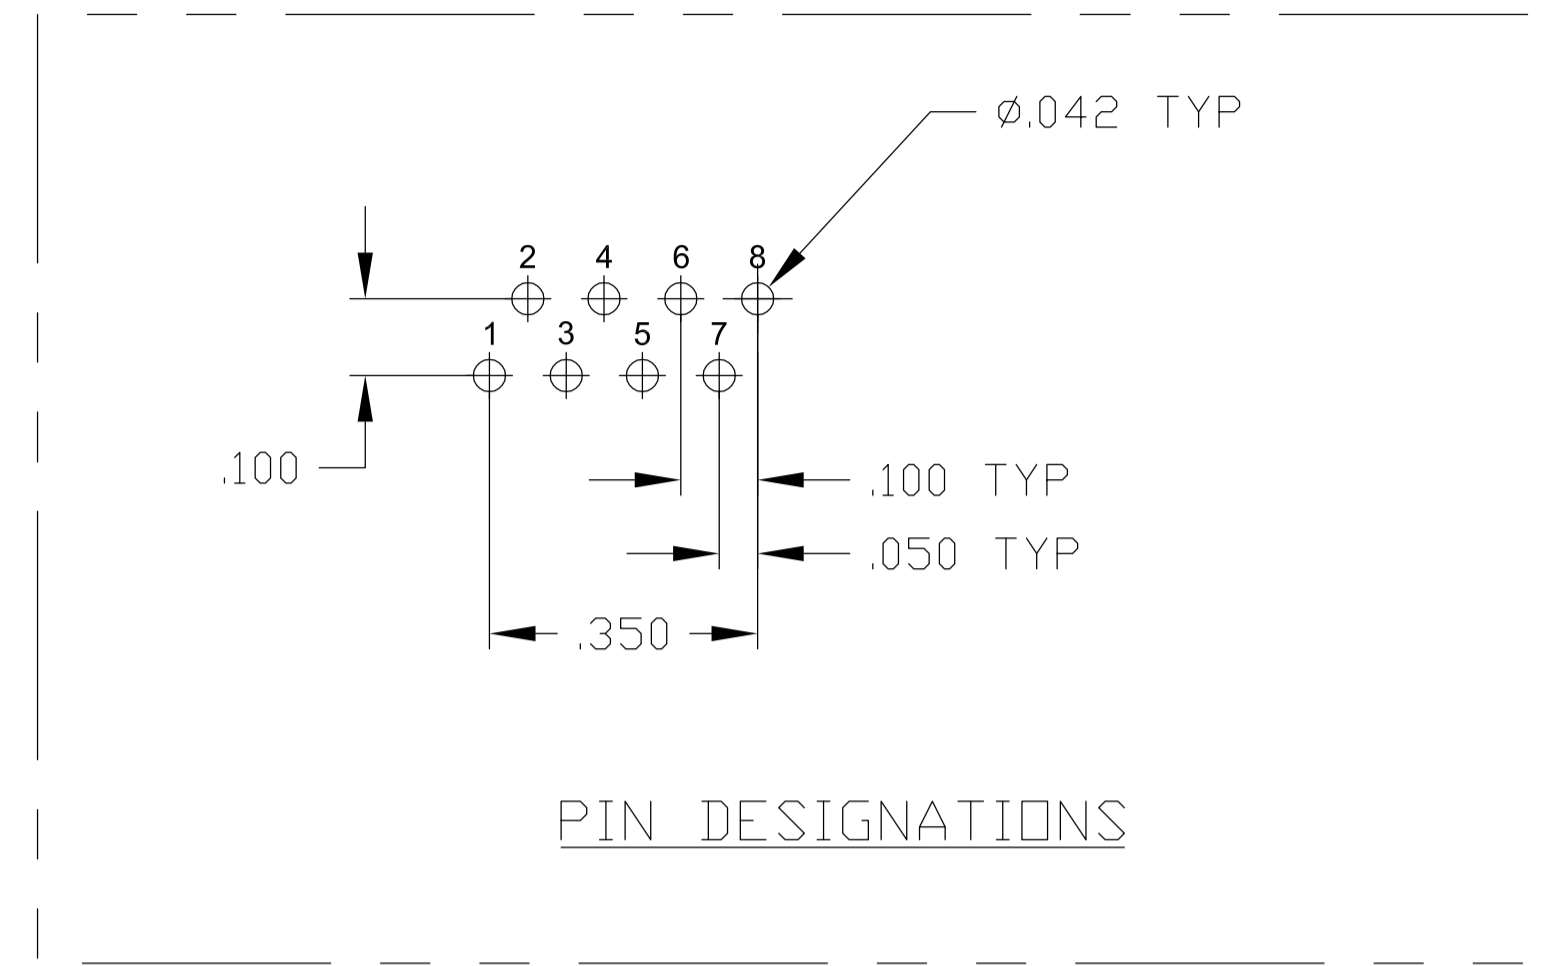 Ø.042 TYP
2 4 6 8
1 3 5 7
.100
.100 TYP
.050 TYP
.350
PIN DESIGNATIONS